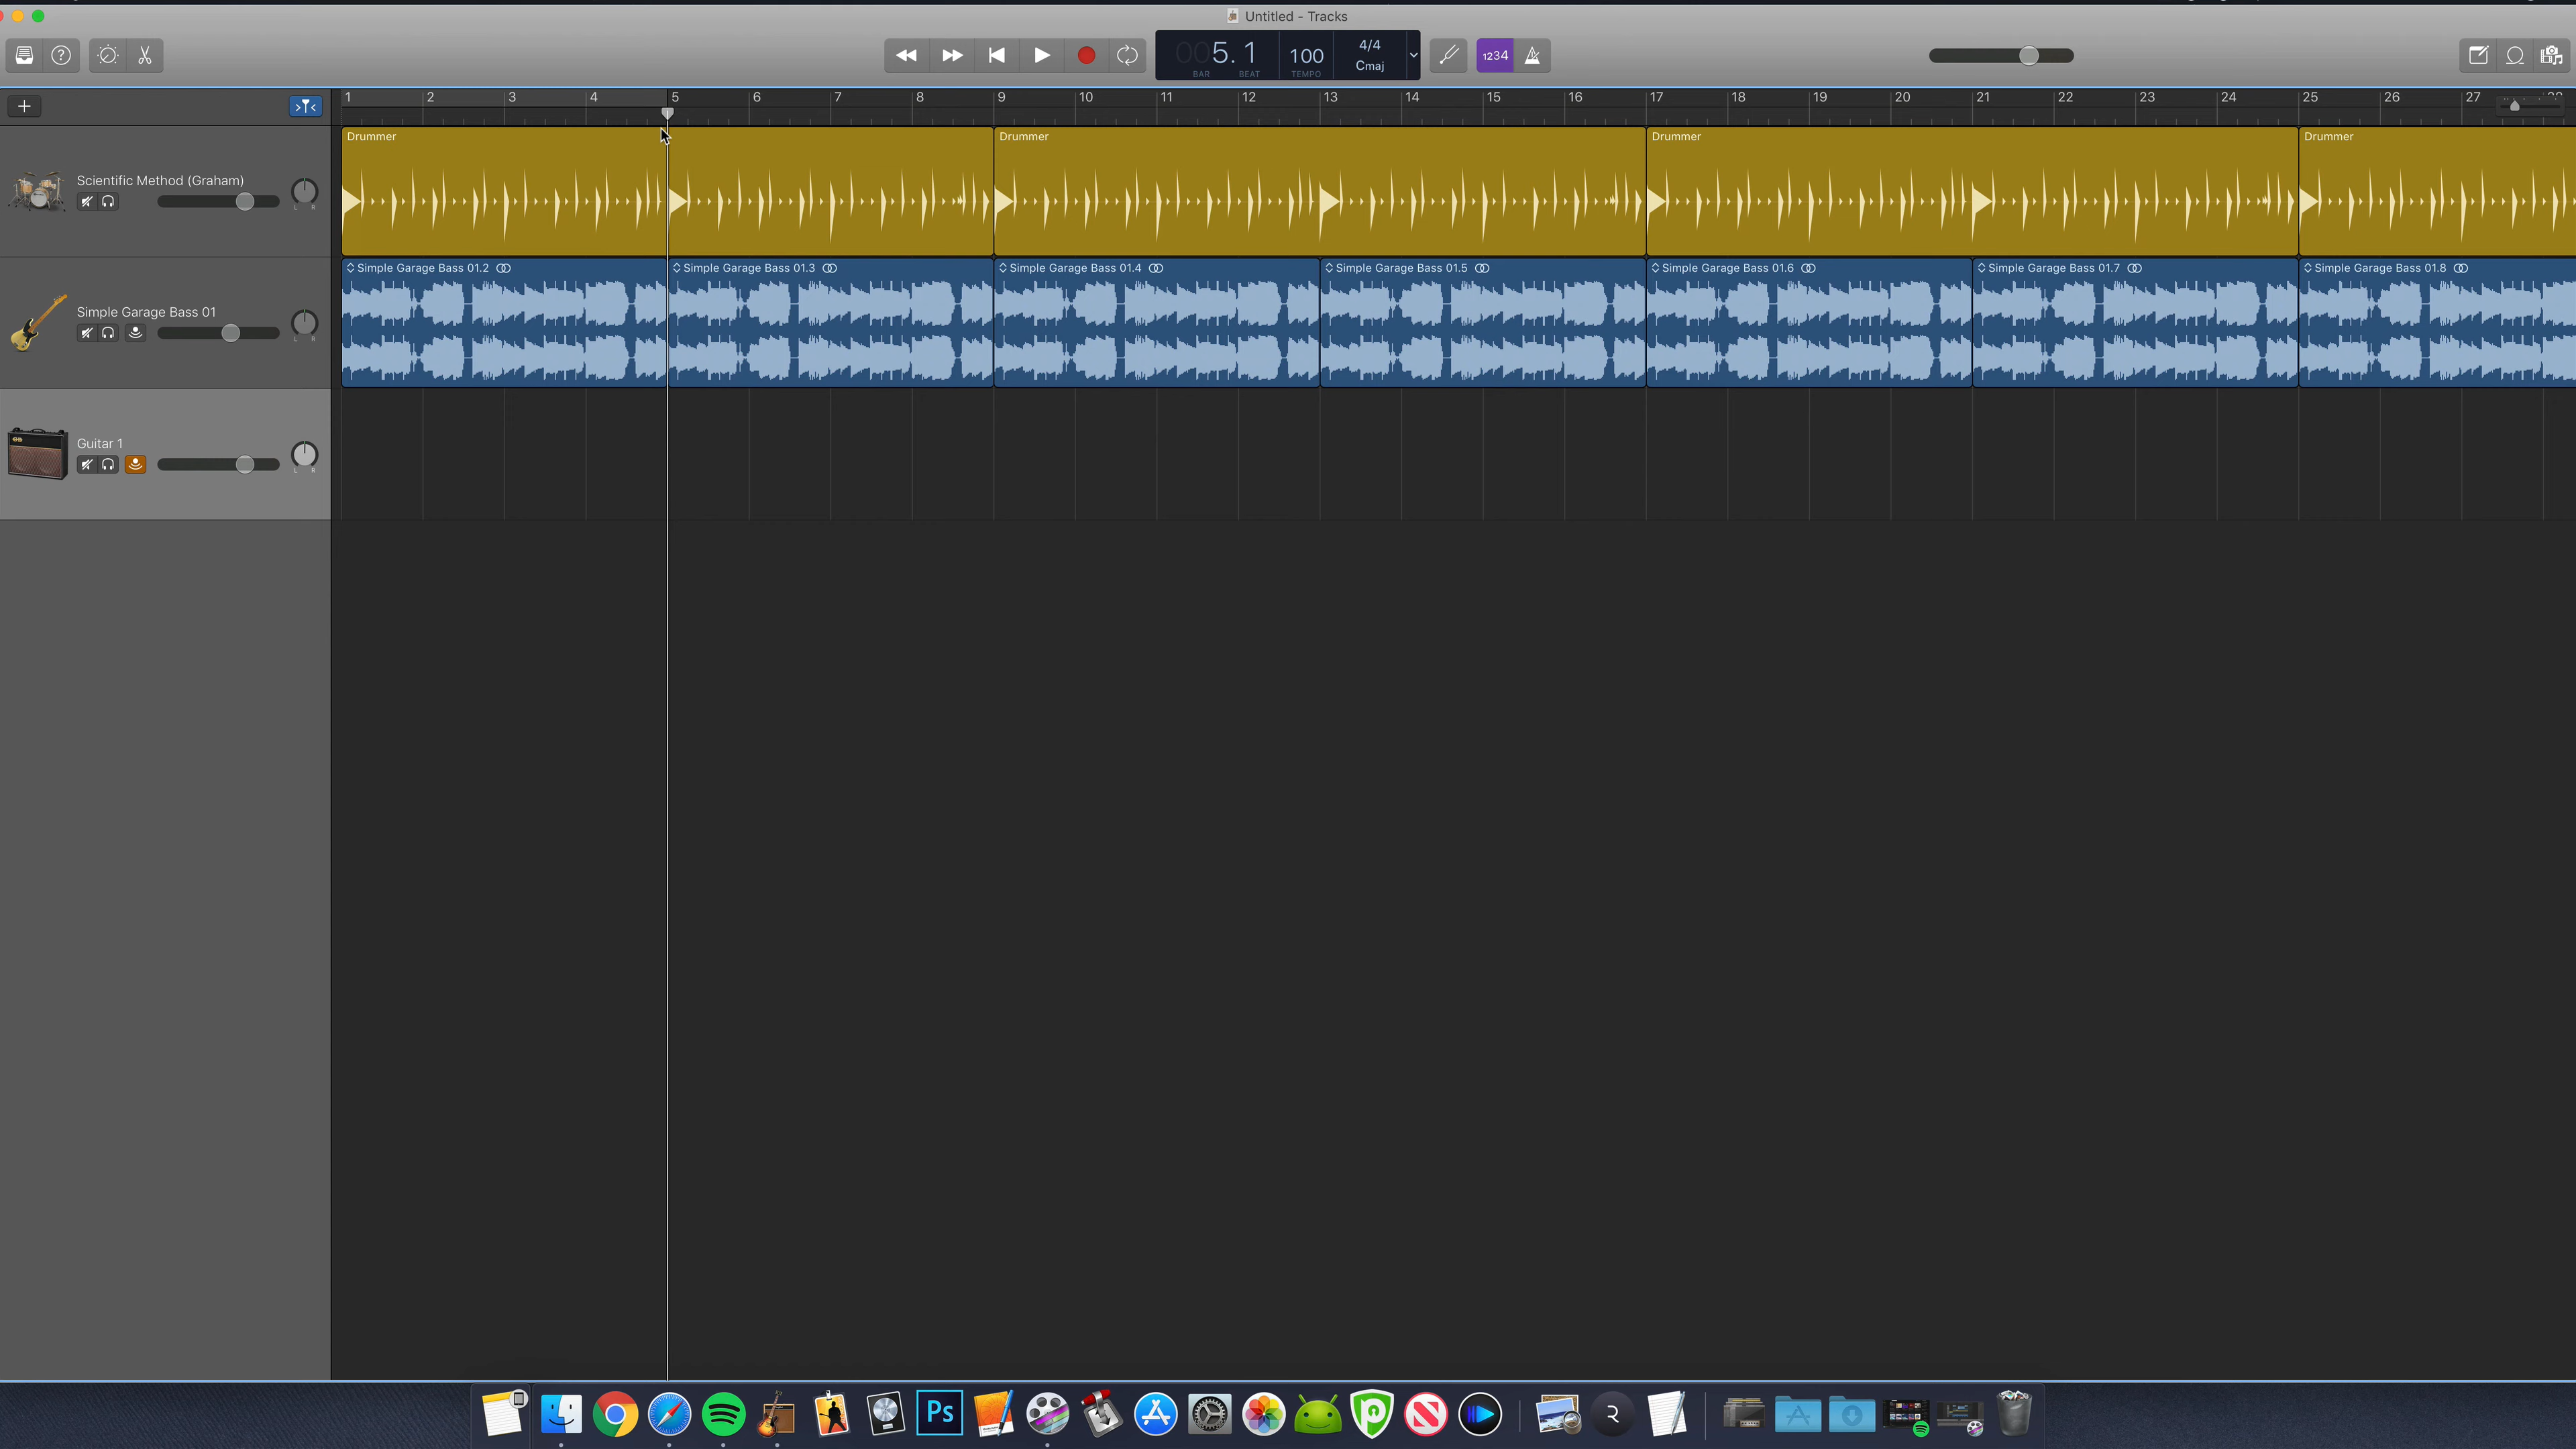 Untitled - Tracks
005. 1 100 4/4 1234
Cmaj
BAR BEAT TEMPO
1 2 3 4 5 6 7 8 9 10 11 12 13 14 15 16 17 18 19 20 21 22 23 24 25 26 27
Drummer Drummer Drummer Drummer
Scientific Method (Graham)
L R
Simple Garage Bass 01.2 Simple Garage Bass 01.3 Simple Garage Bass 01.4 Simple Garage Bass 01.5 Simple Garage Bass 01.6 Simple Garage Bass 01.7 Simple Garage Bass 01.8
Simple Garage Bass 01
L R
Guitar 1
L R
Ps